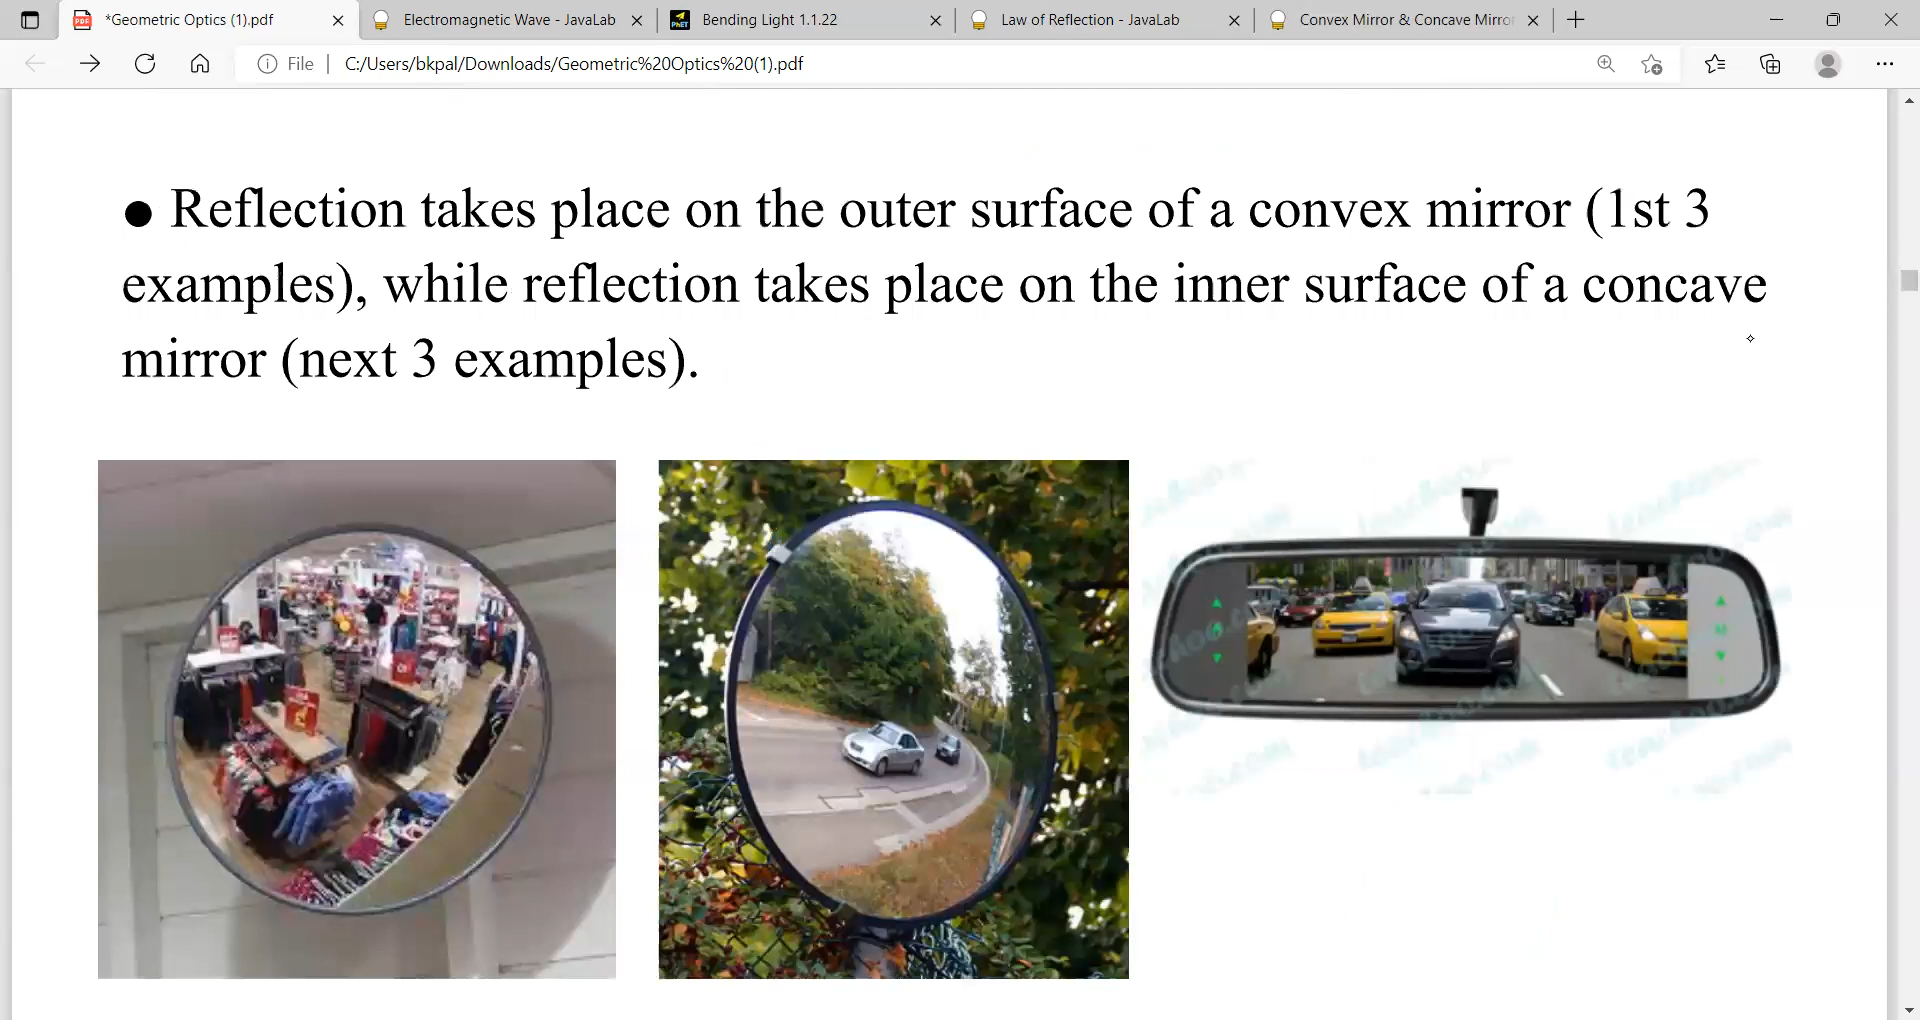 *Geometric Optics (1).pdf
Electromagnetic Wave - JavaLab
Bending Light 1.1.22
Law of Reflection - JavaLab
Convex Mirror & Concave Mirror
File
C:/Users/bkpal/Downloads/Geometric%20Optics%20(1).pdf
● Reflection takes place on the outer surface of a convex mirror (1st 3
examples), while reflection takes place on the inner surface of a concave
mirror (next 3 examples).